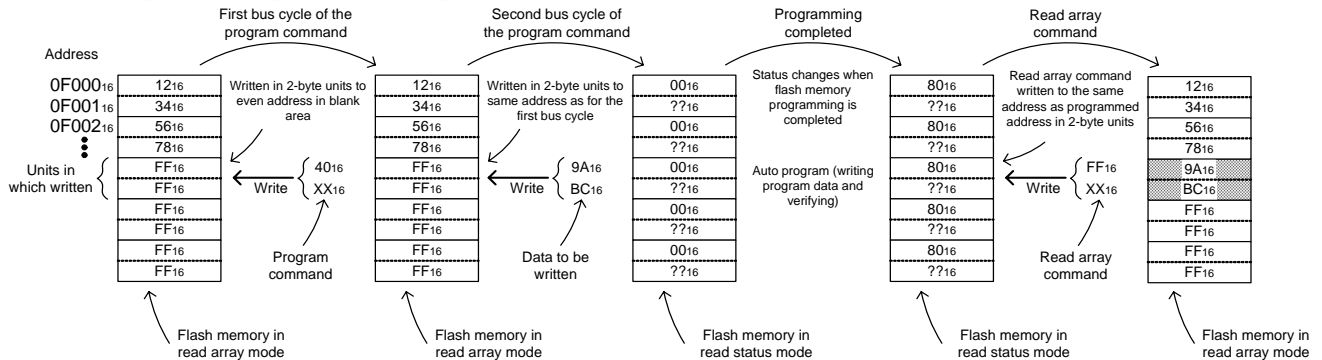 First bus cycle of the
program command
Second bus cycle
of the program command
Programming
completed
Read array
command
Address
0F00016
0F00116
0F00216
Units in
which written
1216
3416
5616
7816
FF16
FF16
FF16
FF16
FF16
FF16
Written in 2-byte units to
even address in blank
area
Write
4016
XX16
Program
command
1216
3416
5616
7816
FF16
FF16
FF16
FF16
FF16
FF16
Written in 2-byte units to
same address as for the
first bus cycle
Write
9A16
BC16
Data to be
written
0016
??16
0016
??16
0016
??16
0016
??16
0016
??16
Status changes when
flash memory
programming is
completed
Auto program (writing
program data and
verifying)
8016
??16
8016
??16
8016
??16
8016
??16
8016
??16
Read array command
written to the same
address as programmed
address in 2-byte units
Write
FF16
XX16
Read array
command
1216
3416
5616
7816
9A16
BC16
FF16
FF16
FF16
FF16
Flash memory in
read array mode
Flash memory in
read array mode
Flash memory in
read status mode
Flash memory in
read status mode
Flash memory in
read array mode